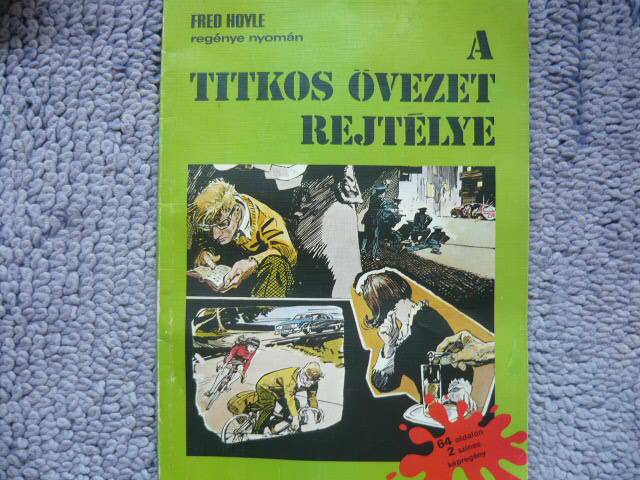 FRED HOYLE
regénye nyomán
A
TITKOS ÖVEZET
REJTÉLYE
64 oldalon
2 színes
képregény